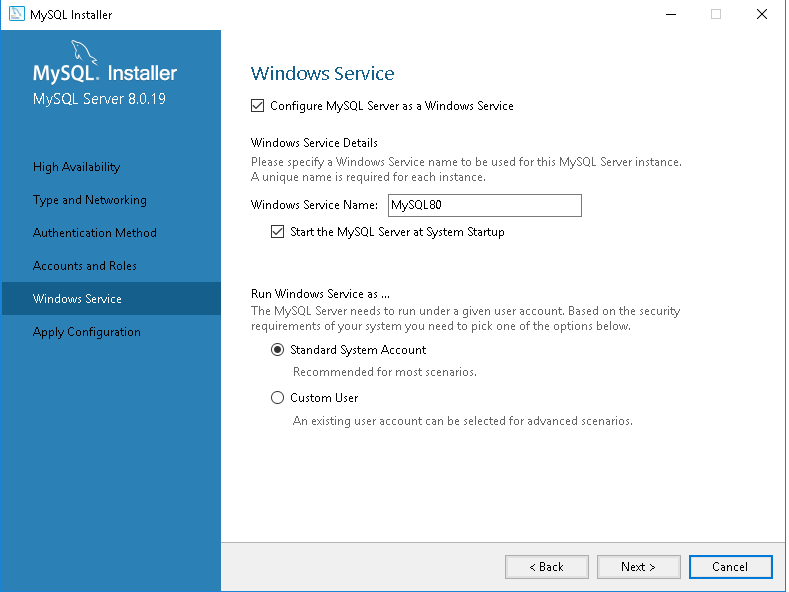 MySQL Installer
MySQL. Installer
MySQL Server 8.0.19
High Availability
Type and Networking
Authentication Method
Accounts and Roles
Windows Service
Apply Configuration
Windows Service
Configure MySQL Server as a Windows Service
Windows Service Details
Please specify a Windows Service name to be used for this MySQL Server instance.
A unique name is required for each instance.
Windows Service Name: MySQL80
Start the MySQL Server at System Startup
Run Windows Service as ...
The MySQL Server needs to run under a given user account. Based on the security
requirements of your system you need to pick one of the options below.
Standard System Account
Recommended for most scenarios.
Custom User
An existing user account can be selected for advanced scenarios.
< Back Next > Cancel